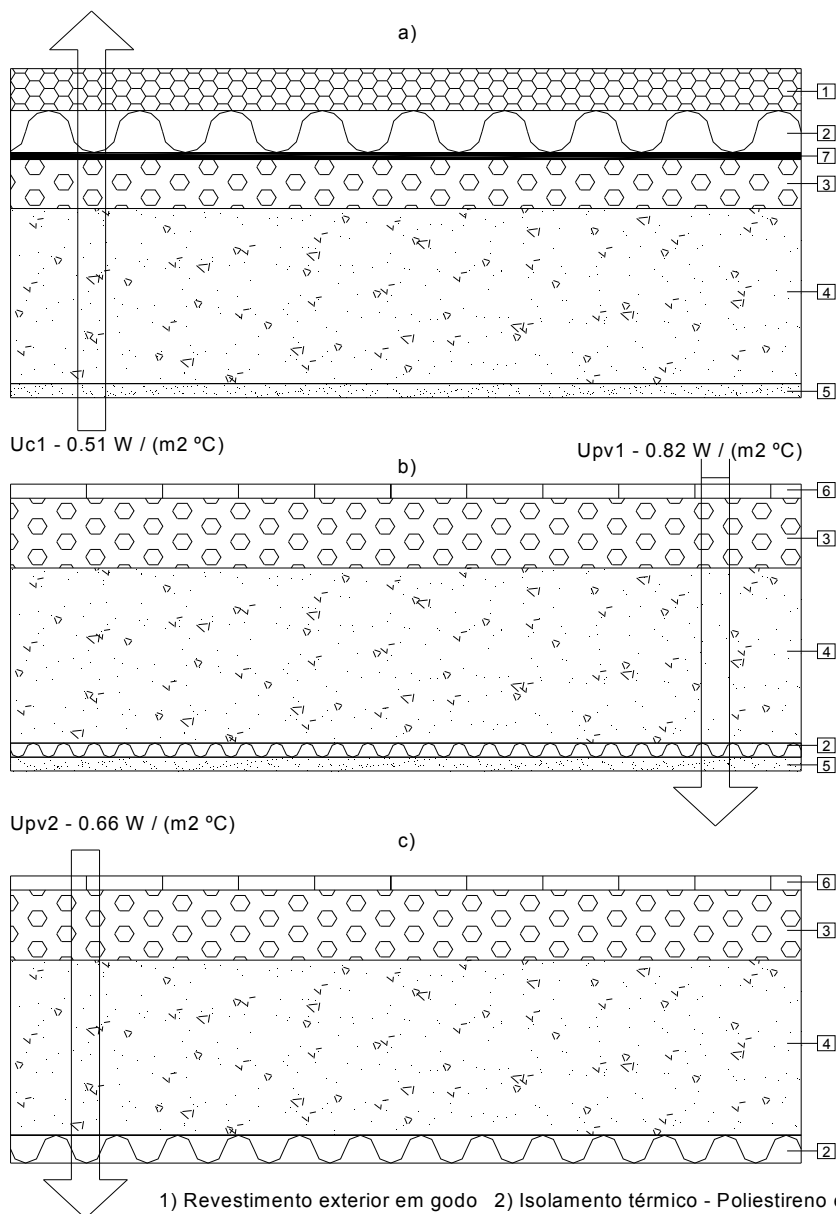 a)
1
2
7
3
4
5
Uc1 - 0.51 W / (m2 ºC)
Upv1 - 0.82 W / (m2 ºC)
b)
6
3
4
2
5
Upv2 - 0.66 W / (m2 ºC)
c)
6
3
4
2
1) Revestimento exterior em godo 2) Isolamento térmico - Poliestireno